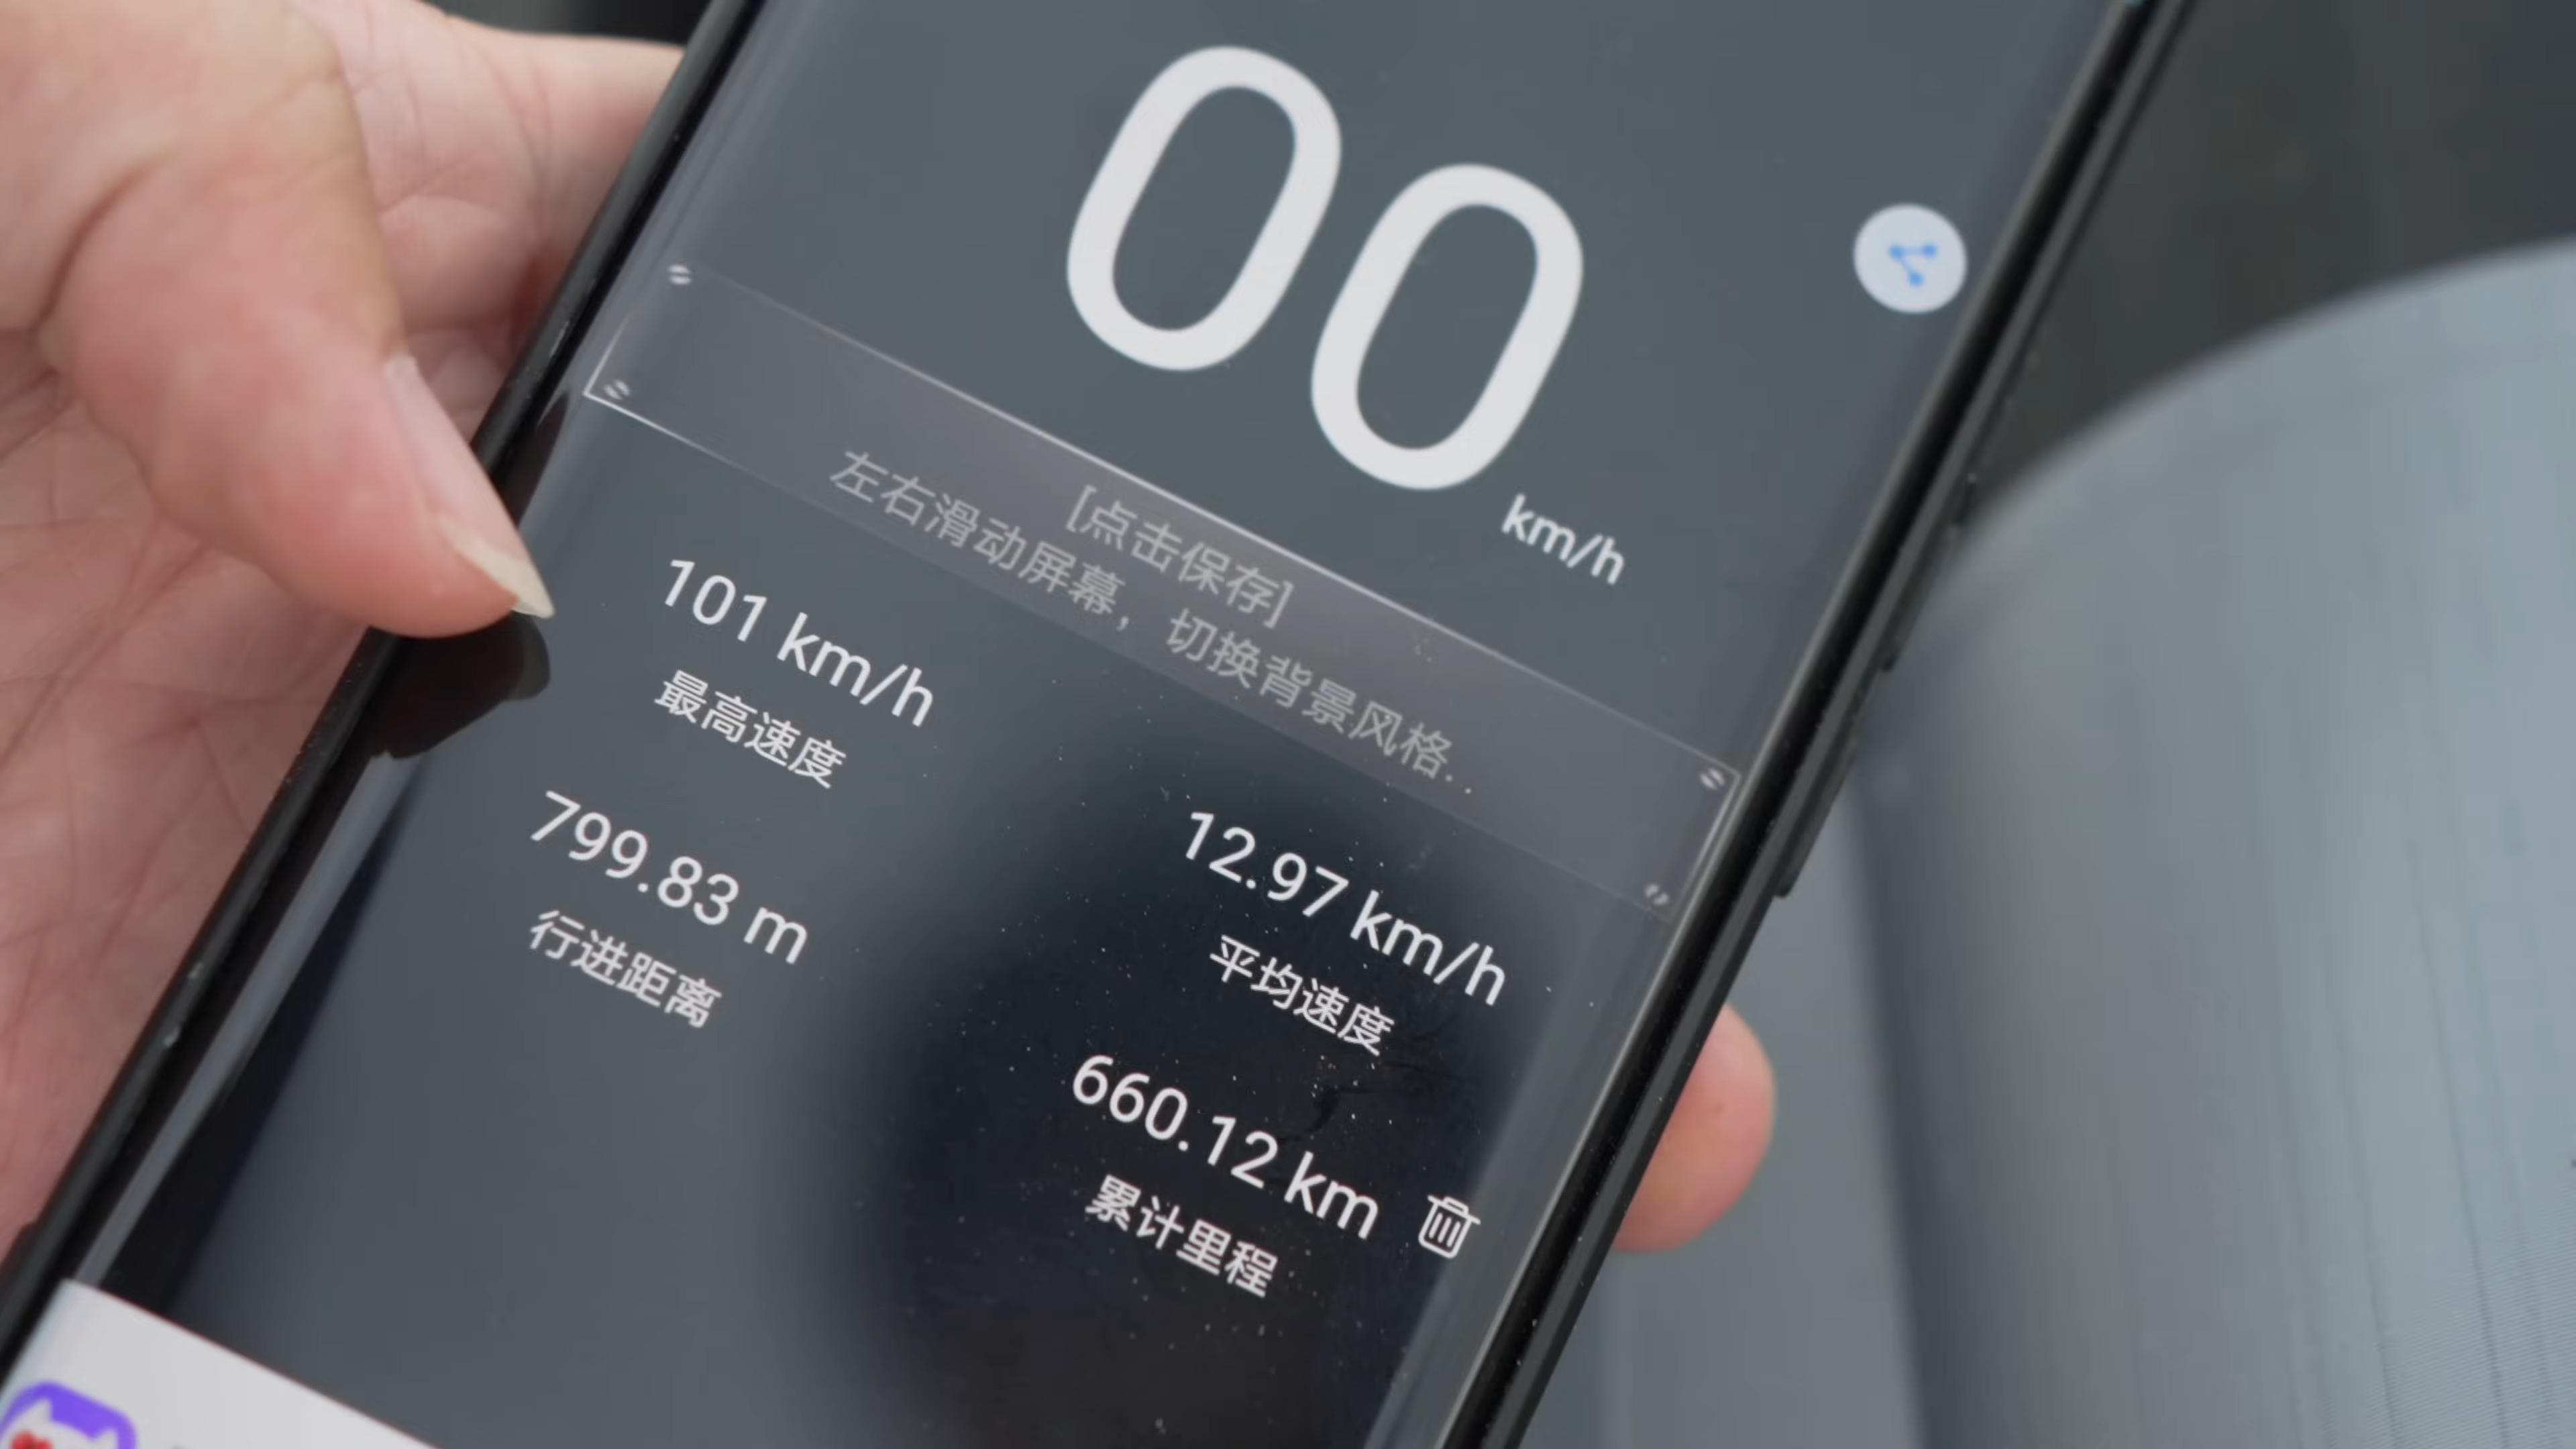 00
km/h
[点击保存]
左右滑动屏幕，切换背景风格..
101 km/h
最高速度
12.97 km/h
平均速度
799.83 m
行进距离
660.12 km
累计里程